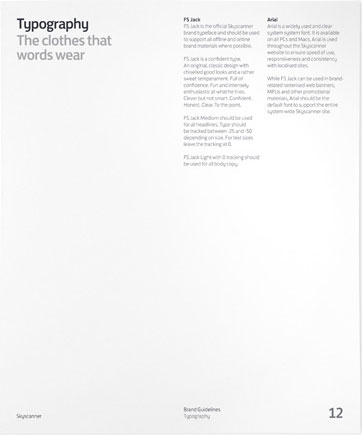 Typography
The clothes that
words wear
FS Jack
FS Jack is the official Skyscanner
brand typeface and should be used
to support all offline and online
brand materials where possible.
FS Jack is a confident type.
An original, classic design with
chiselled good looks and a rather
sweet temperament. Full of
confidence. Fun and intensely
enthusiastic at what he tries.
Clever but not smart. Confident.
Honest. Clear. To the point.
FS Jack Medium should be used
for all headlines. Type should
be tracked between -25 and -50
depending on size. For text sizes
leave the tracking at 0.
FS Jack Light with 0 tracking should
be used for all body copy.
Arial
Arial is a widely used and clear
system system font. It is available
on all PCs and Macs. Arial is used
throughout the Skyscanner
website to ensure speed of use,
responsiveness and consistency
with localised sites.
While FS Jack can be used in brand-
related serialised web banners,
MPUs and other promotional
materials, Arial should be the
default font to support the entire
system wide Skyscanner site.
Skyscanner
Brand Guidelines
Typography
12